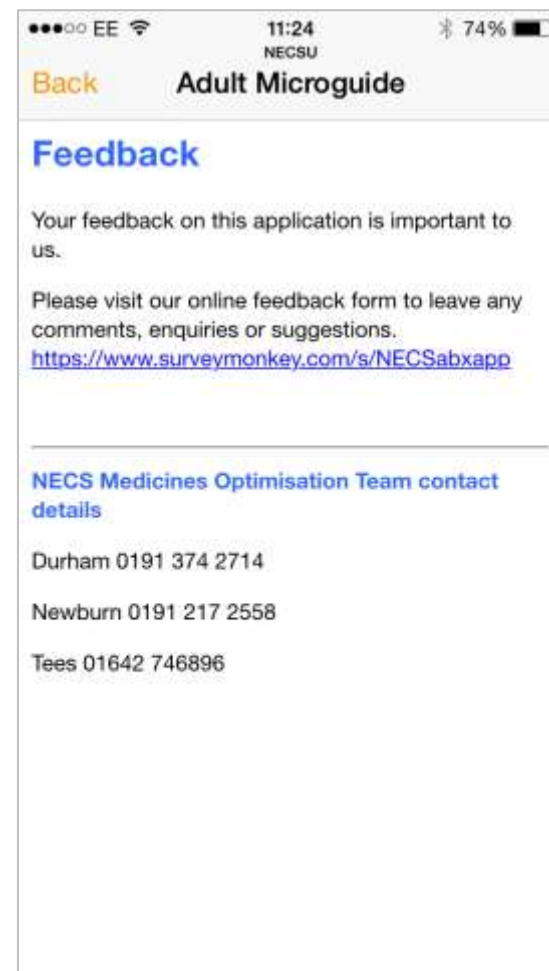 EE 11:24 74%
NECSU
Back Adult Microguide
Feedback
Your feedback on this application is important to
us.
Please visit our online feedback form to leave any
comments, enquiries or suggestions.
https://www.surveymonkey.com/s/NECSabxapp
NECS Medicines Optimisation Team contact
details
Durham 0191 374 2714
Newburn 0191 217 2558
Tees 01642 746896